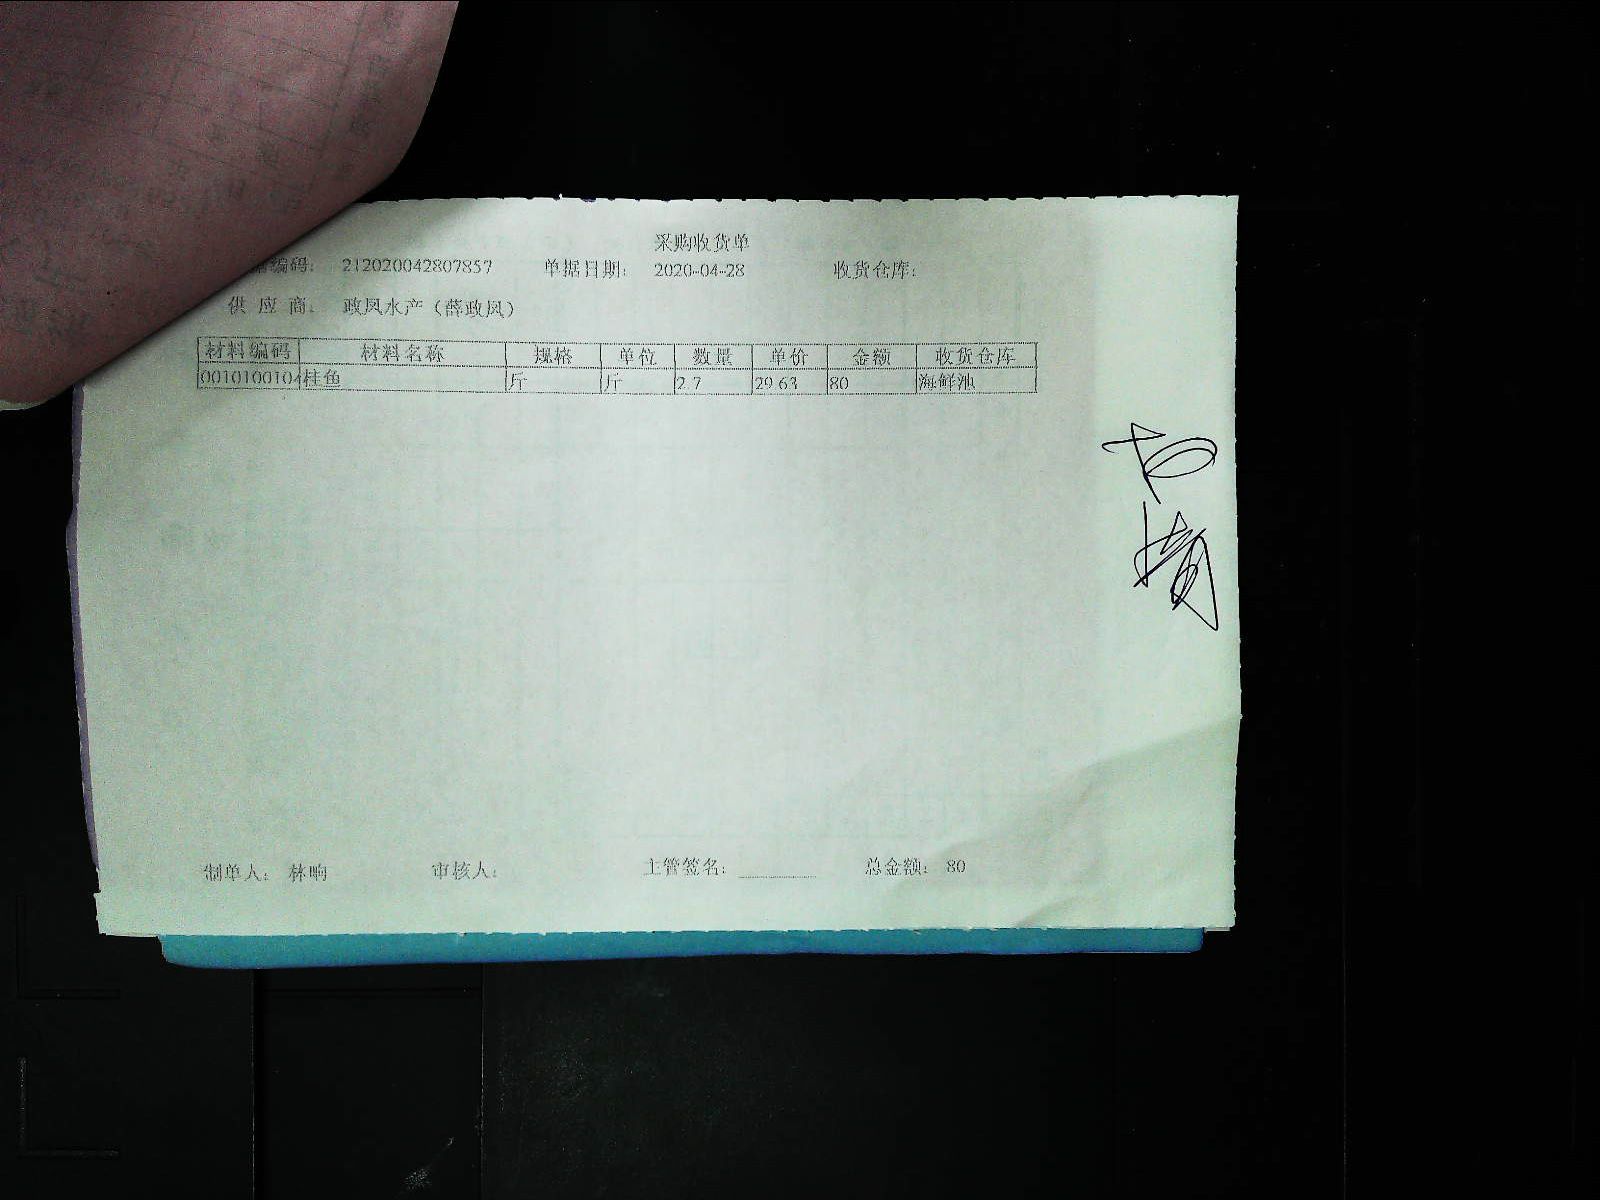 采购收货单
据编码: 212020042807857 单据日期: 2020-04-28 收货仓库:
供应商: 政凤水产（薛政凤）
材料编码 材料名称 规格 单位 数量 单价 金额 收货仓库
0010100104 桂鱼 斤 斤 2.7 29.63 80 海鲜池
制单人: 林响 审核人: 主管签名: 总金额: 80